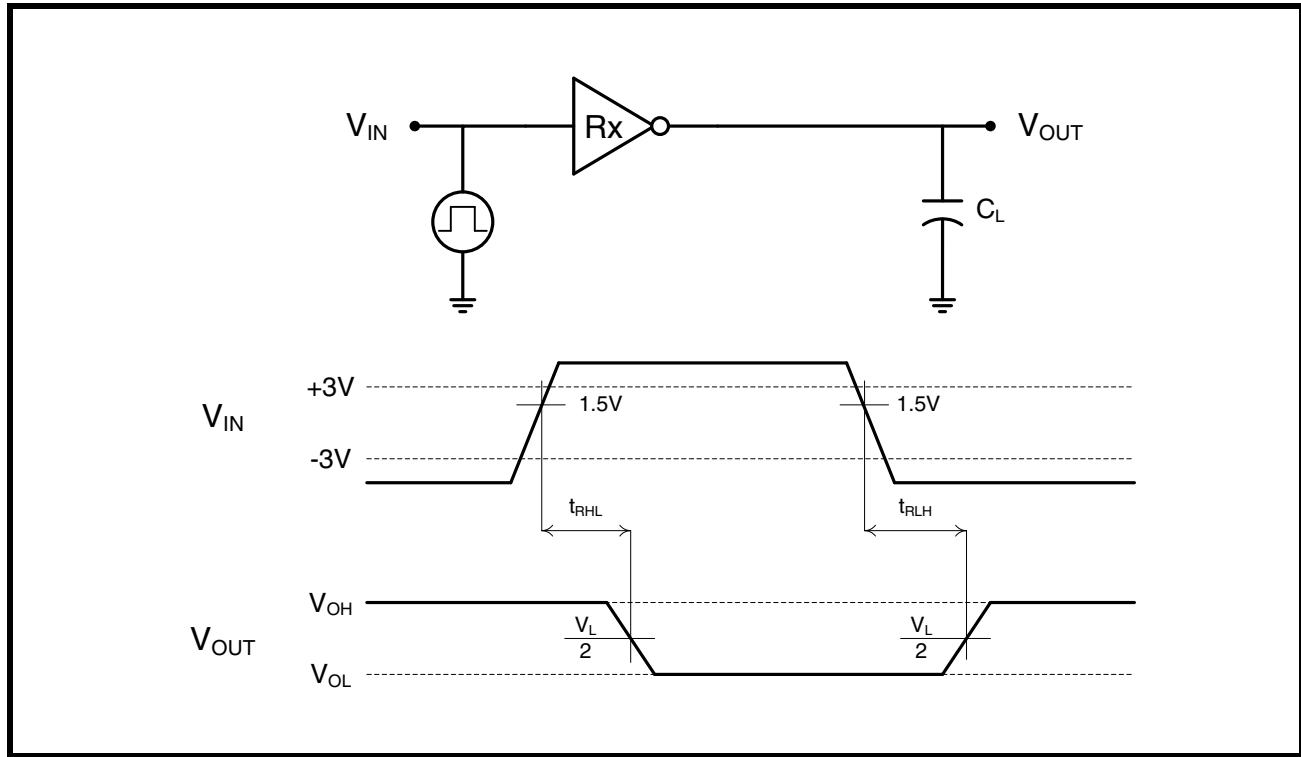 V_IN
Rx
V_OUT
C_L
V_IN
+3V
-3V
1.5V
1.5V
t_RHL
t_RLH
V_OUT
V_OH
V_OL
V_L
2
V_L
2